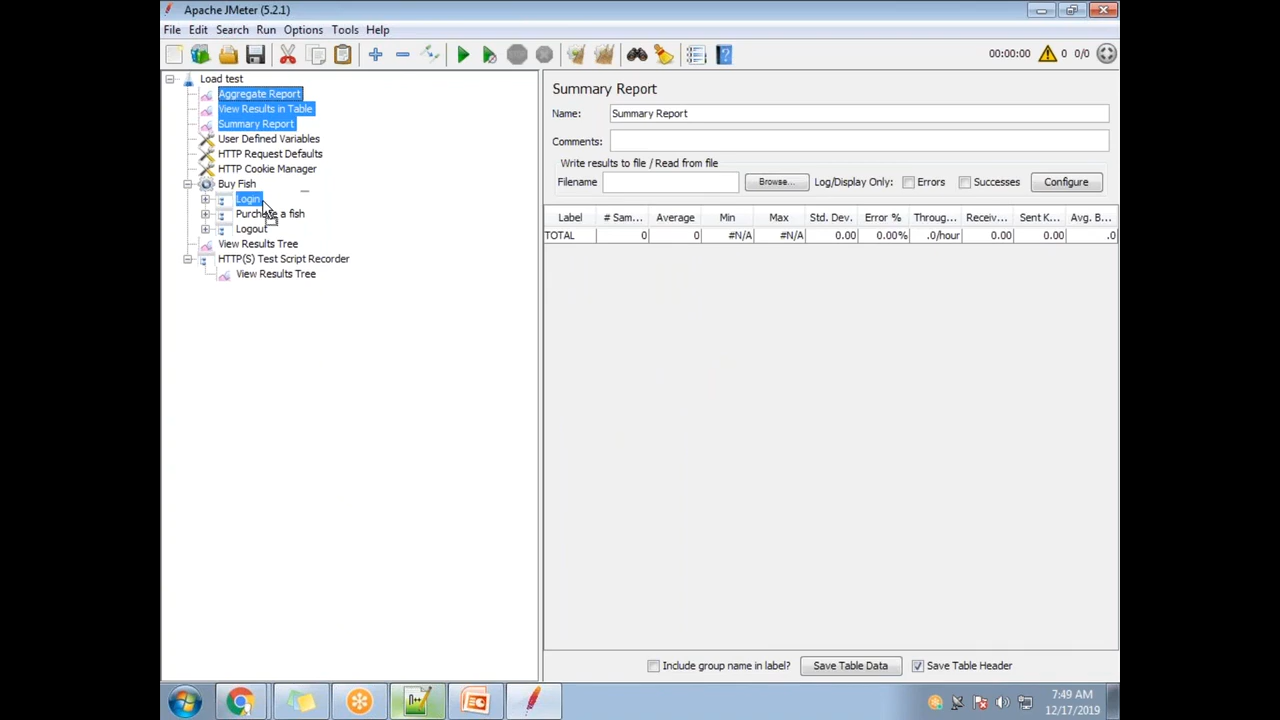 Apache JMeter (5.2.1)
File Edit Search Run Options Tools Help
00:00:00 0 0/0
Load test
Aggregate Report
View Results in Table
Summary Report
User Defined Variables
HTTP Request Defaults
HTTP Cookie Manager
Buy Fish
Login
Purchase a fish
Logout
View Results Tree
HTTP(S) Test Script Recorder
View Results Tree
Summary Report
Name: Summary Report
Comments:
Write results to file / Read from file
Filename Browse... Log/Display Only: Errors Successes Configure
Label # Sam... Average Min Max Std. Dev. Error % Throug... Receiv... Sent K... Avg. B...
TOTAL 0 0 #N/A #N/A 0.00 0.00% .0/hour 0.00 0.00 .0
Include group name in label? Save Table Data Save Table Header
7:49 AM
12/17/2019